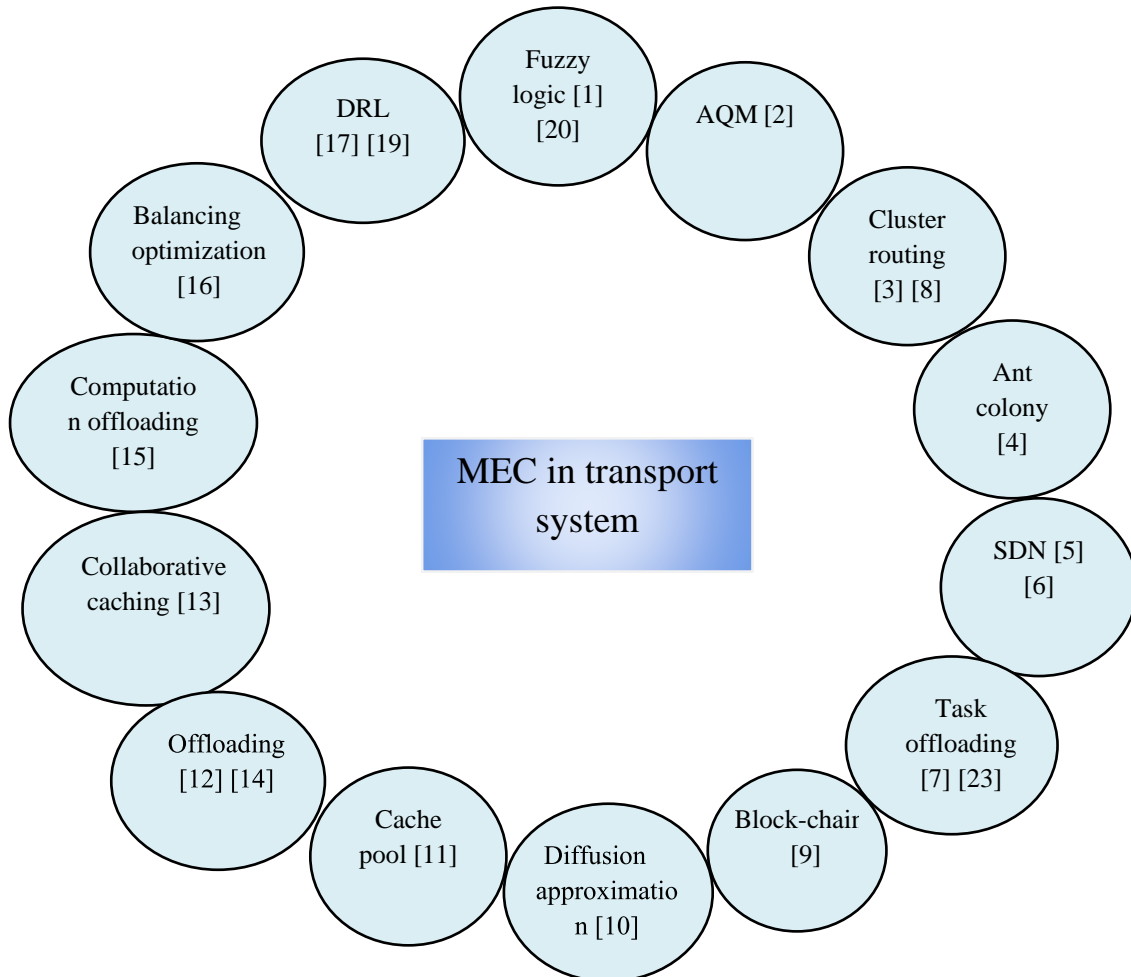 Fuzzy
logic [1]
[20]
AQM [2]
Cluster
routing
[3] [8]
Ant
colony
[4]
SDN [5]
[6]
Task
offloading
[7] [23]
Block-chain
[9]
Diffusion
approximatio
n [10]
Cache
pool [11]
Offloading
[12] [14]
Collaborative
caching [13]
Computatio
n offloading
[15]
Balancing
optimization
[16]
DRL
[17] [19]
MEC in transport
system